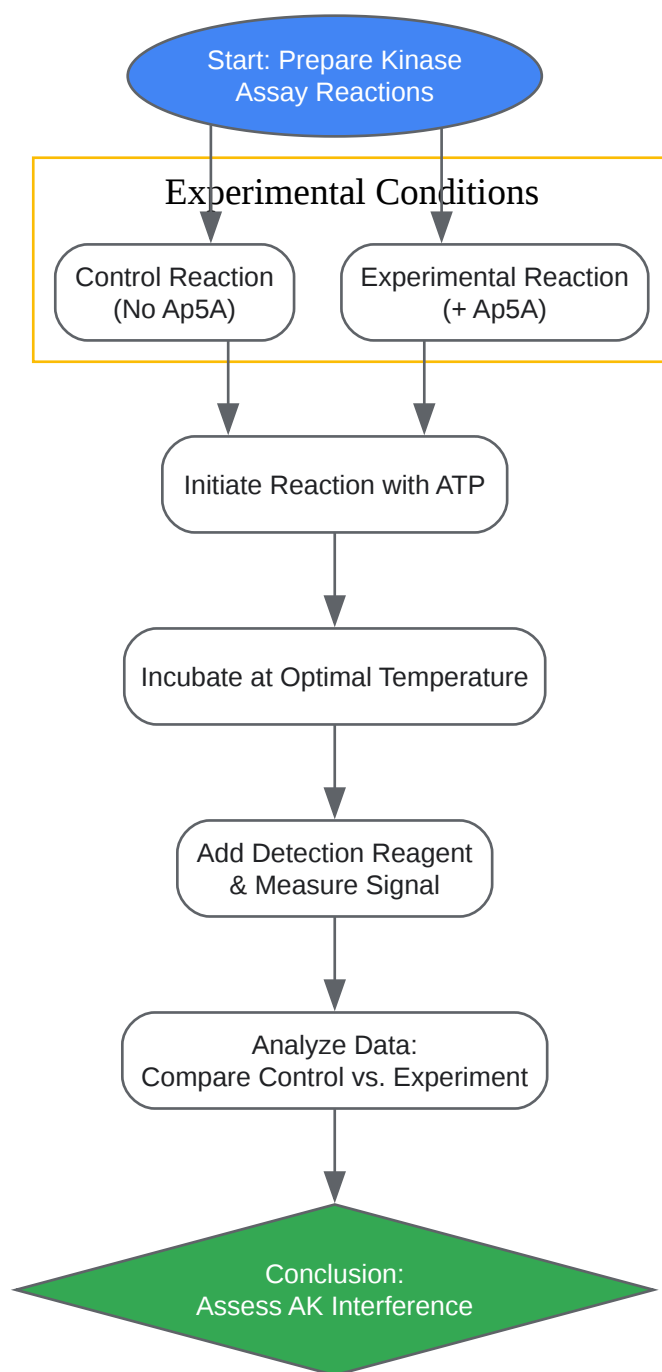 Start: Prepare Kinase
Assay Reactions
Experimental Conditions
Control Reaction
(No Ap5A)
Experimental Reaction
(+ Ap5A)
Initiate Reaction with ATP
Incubate at Optimal Temperature
Add Detection Reagent
& Measure Signal
Analyze Data:
Compare Control vs. Experiment
Conclusion:
Assess AK Interference